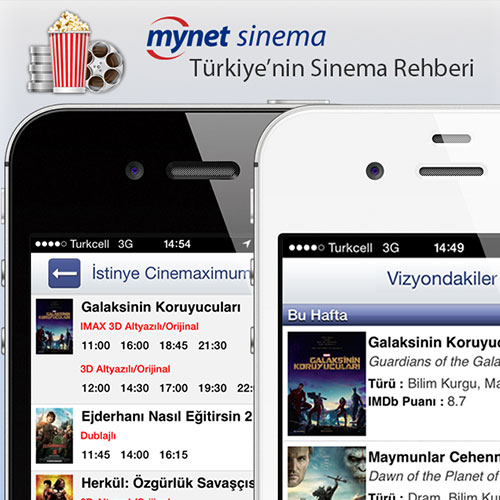 mynet sinema
Türkiye'nin Sinema Rehberi
Turkcell 3G 14:54
İstinye Cinemaximum
Galaksinin Koruyucuları
IMAX 3D Altyazılı/Orijinal
11:00 16:00 18:45 21:30
3D Altyazılı/Orijinal
12:00 14:30 17:00 19:30 22:
Ejderhanı Nasıl Eğitirsin 2
Dublajlı
11:45 14:00 16:15
Herkül: Özgürlük Savaşçıs
Turkcell 3G 14:49
Vizyondakiler
Bu Hafta
GALAKSİNİN
KORUYUCULARI
Galaksinin Koruyuc
Guardians of the Gala
Türü : Bilim Kurgu, Ma
IMDb Puanı : 8.7
Maymunlar Cehenn
Dawn of the Planet of
Türü : Dram, Bilim Kur